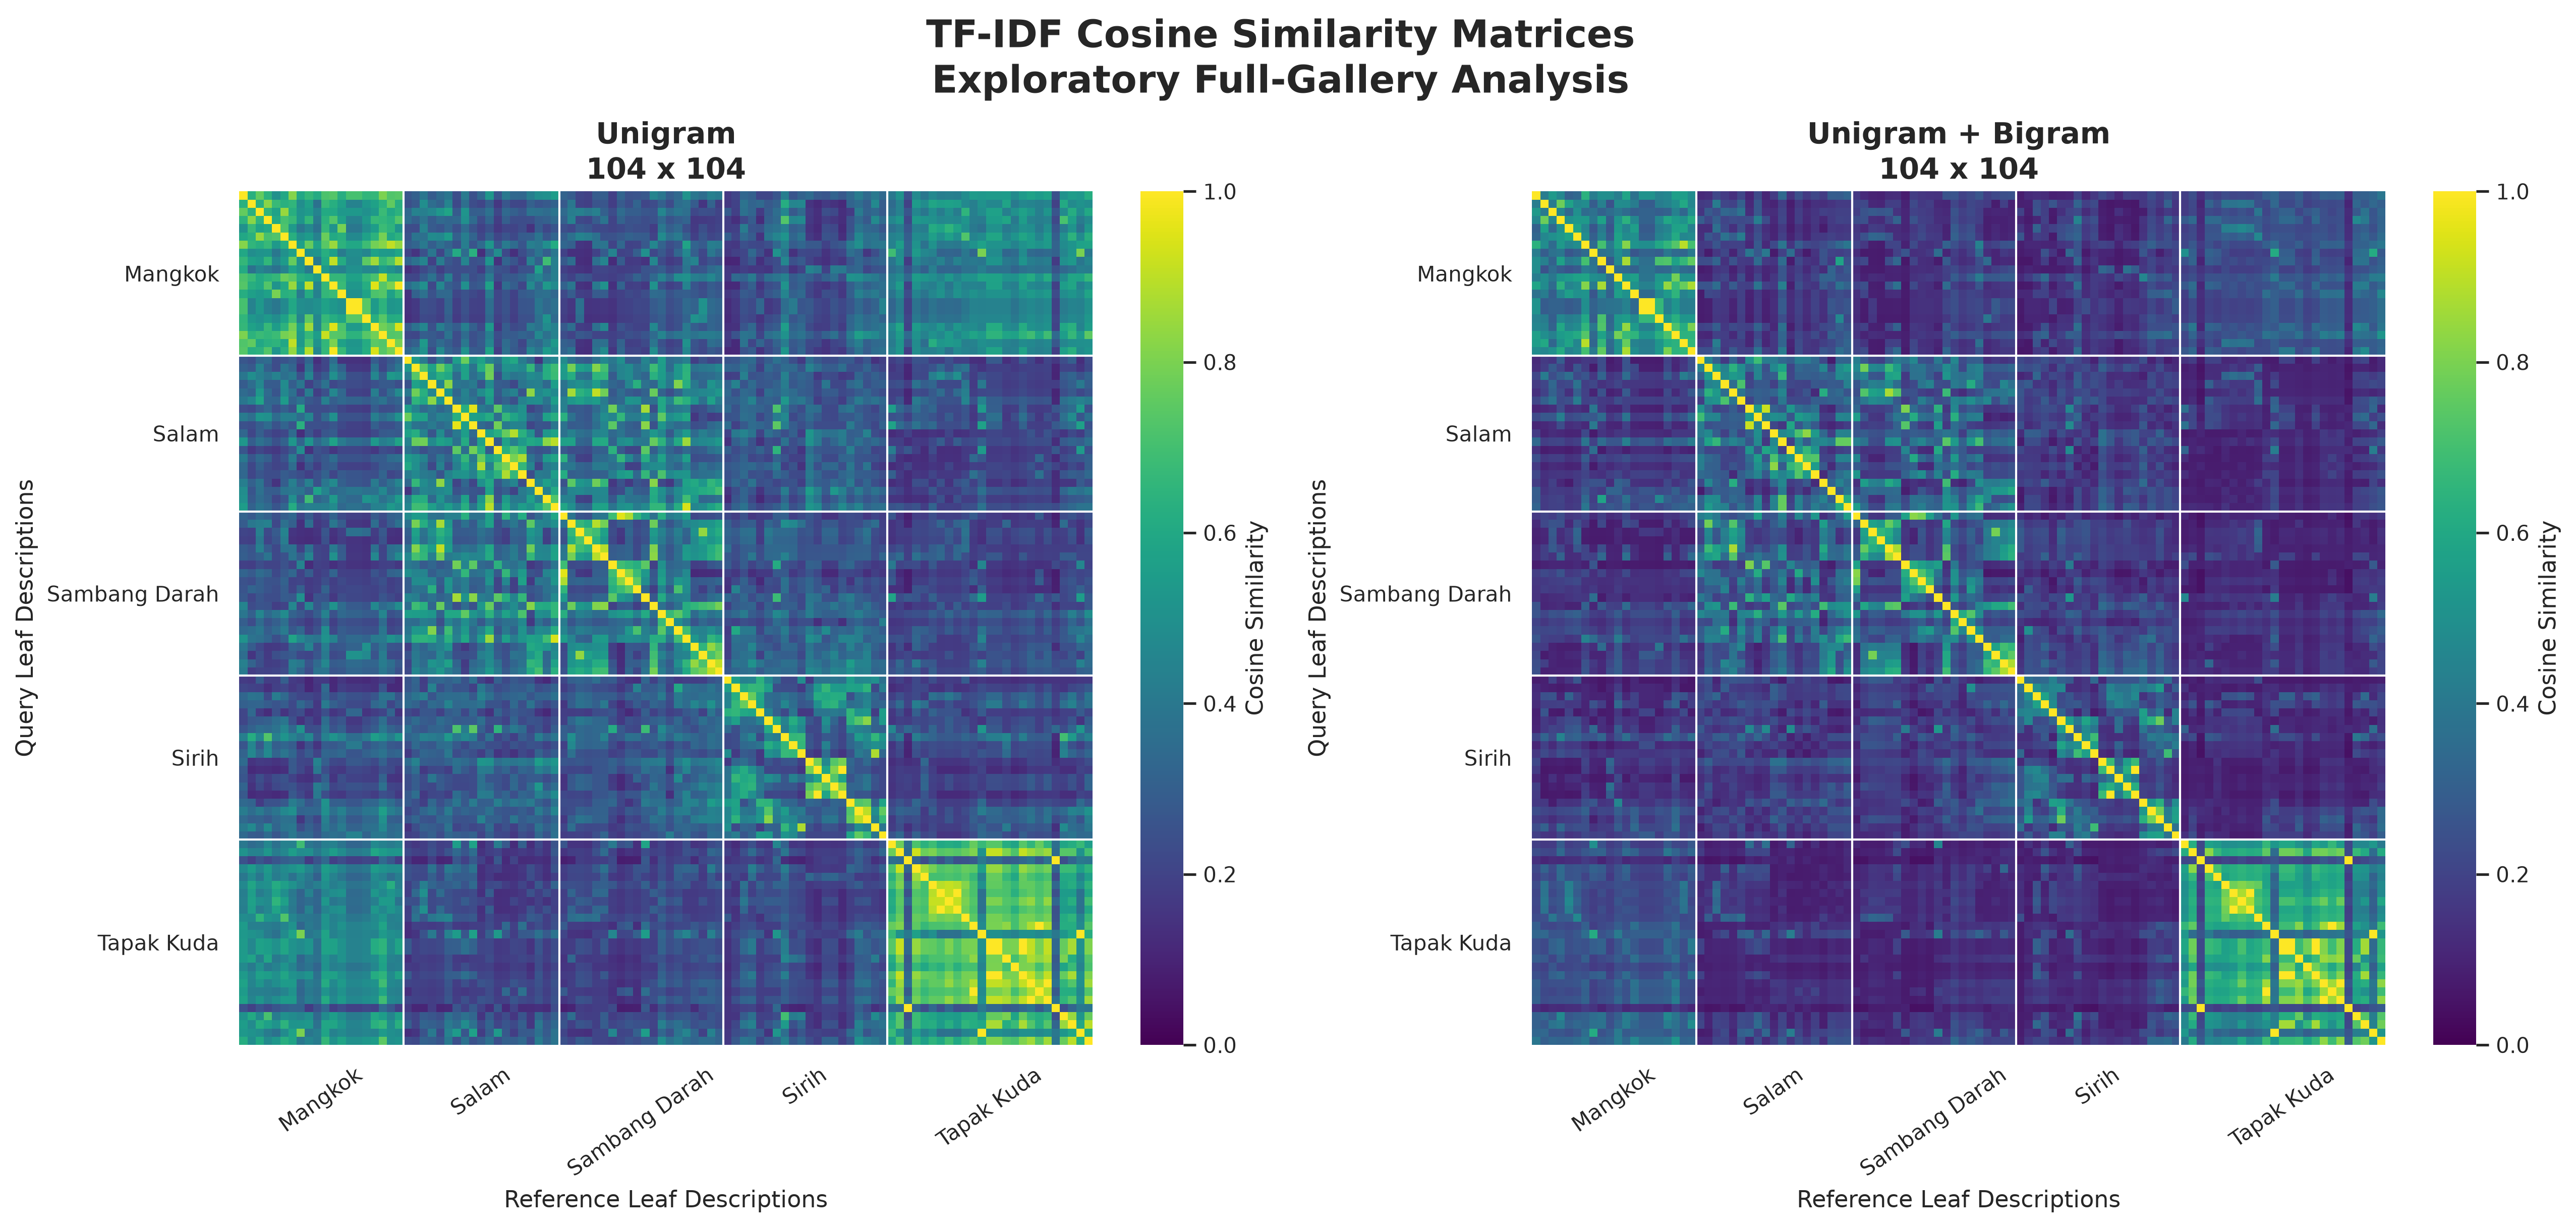 TF-IDF Cosine Similarity Matrices
Exploratory Full-Gallery Analysis
Unigram
104 x 104
Query Leaf Descriptions
Mangkok
Salam
Sambang Darah
Sirih
Tapak Kuda
Mangkok
Salam
Sambang Darah
Sirih
Tapak Kuda
Reference Leaf Descriptions
1.0
0.8
0.6
0.4
0.2
0.0
Cosine Similarity
Unigram + Bigram
104 x 104
Query Leaf Descriptions
Mangkok
Salam
Sambang Darah
Sirih
Tapak Kuda
Mangkok
Salam
Sambang Darah
Sirih
Tapak Kuda
Reference Leaf Descriptions
1.0
0.8
0.6
0.4
0.2
0.0
Cosine Similarity